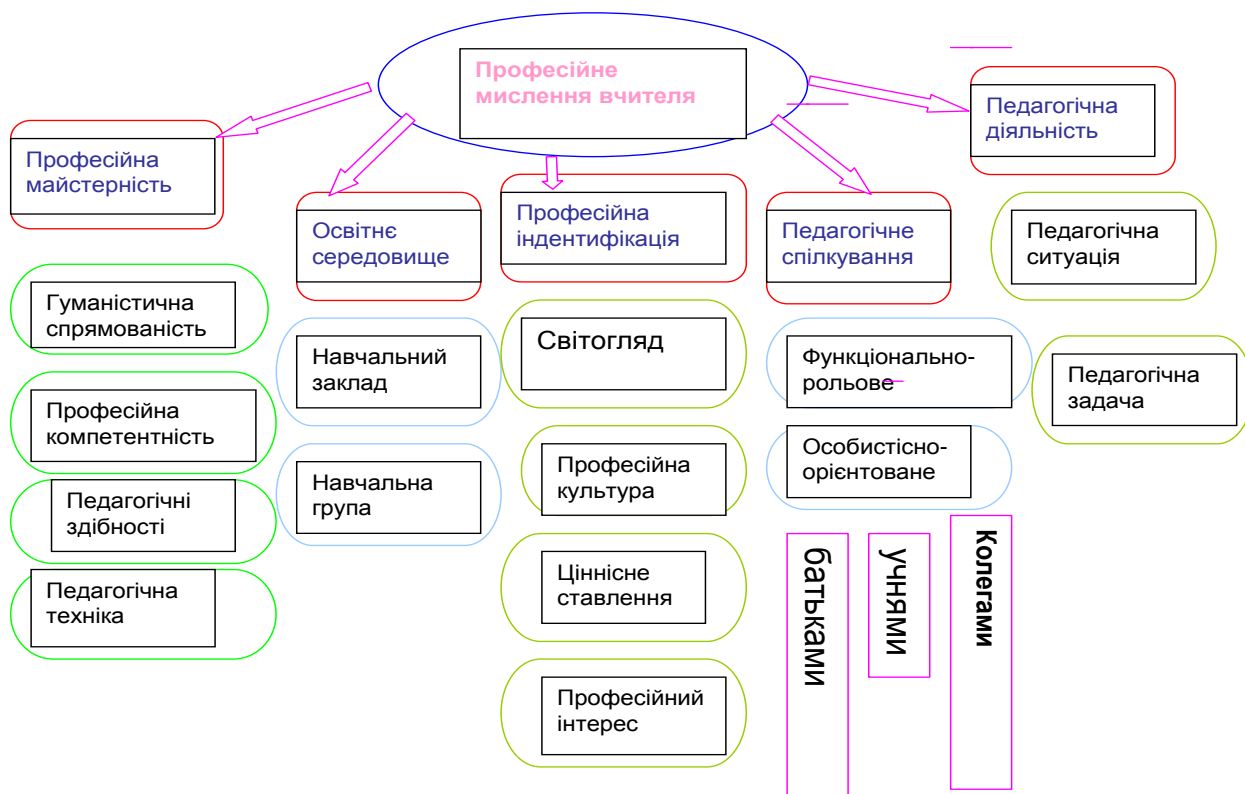 Професійне
мислення вчителя
Педагогічна
діяльність
Професійна
майстерність
Освітнє
середовище
Професійна
індентифікація
Педагогічне
спілкування
Педагогічна
ситуація
Гуманістична
спрямованість
Навчальний
заклад
Світогляд
Функціонально-
рольове
Педагогічна
задача
Професійна
компетентність
Навчальна
група
Професійна
культура
Особистісно-
орієнтоване
Педагогічні
здібності
Ціннісне
ставлення
батьками
учнями
Колегами
Педагогічна
техніка
Професійний
інтерес